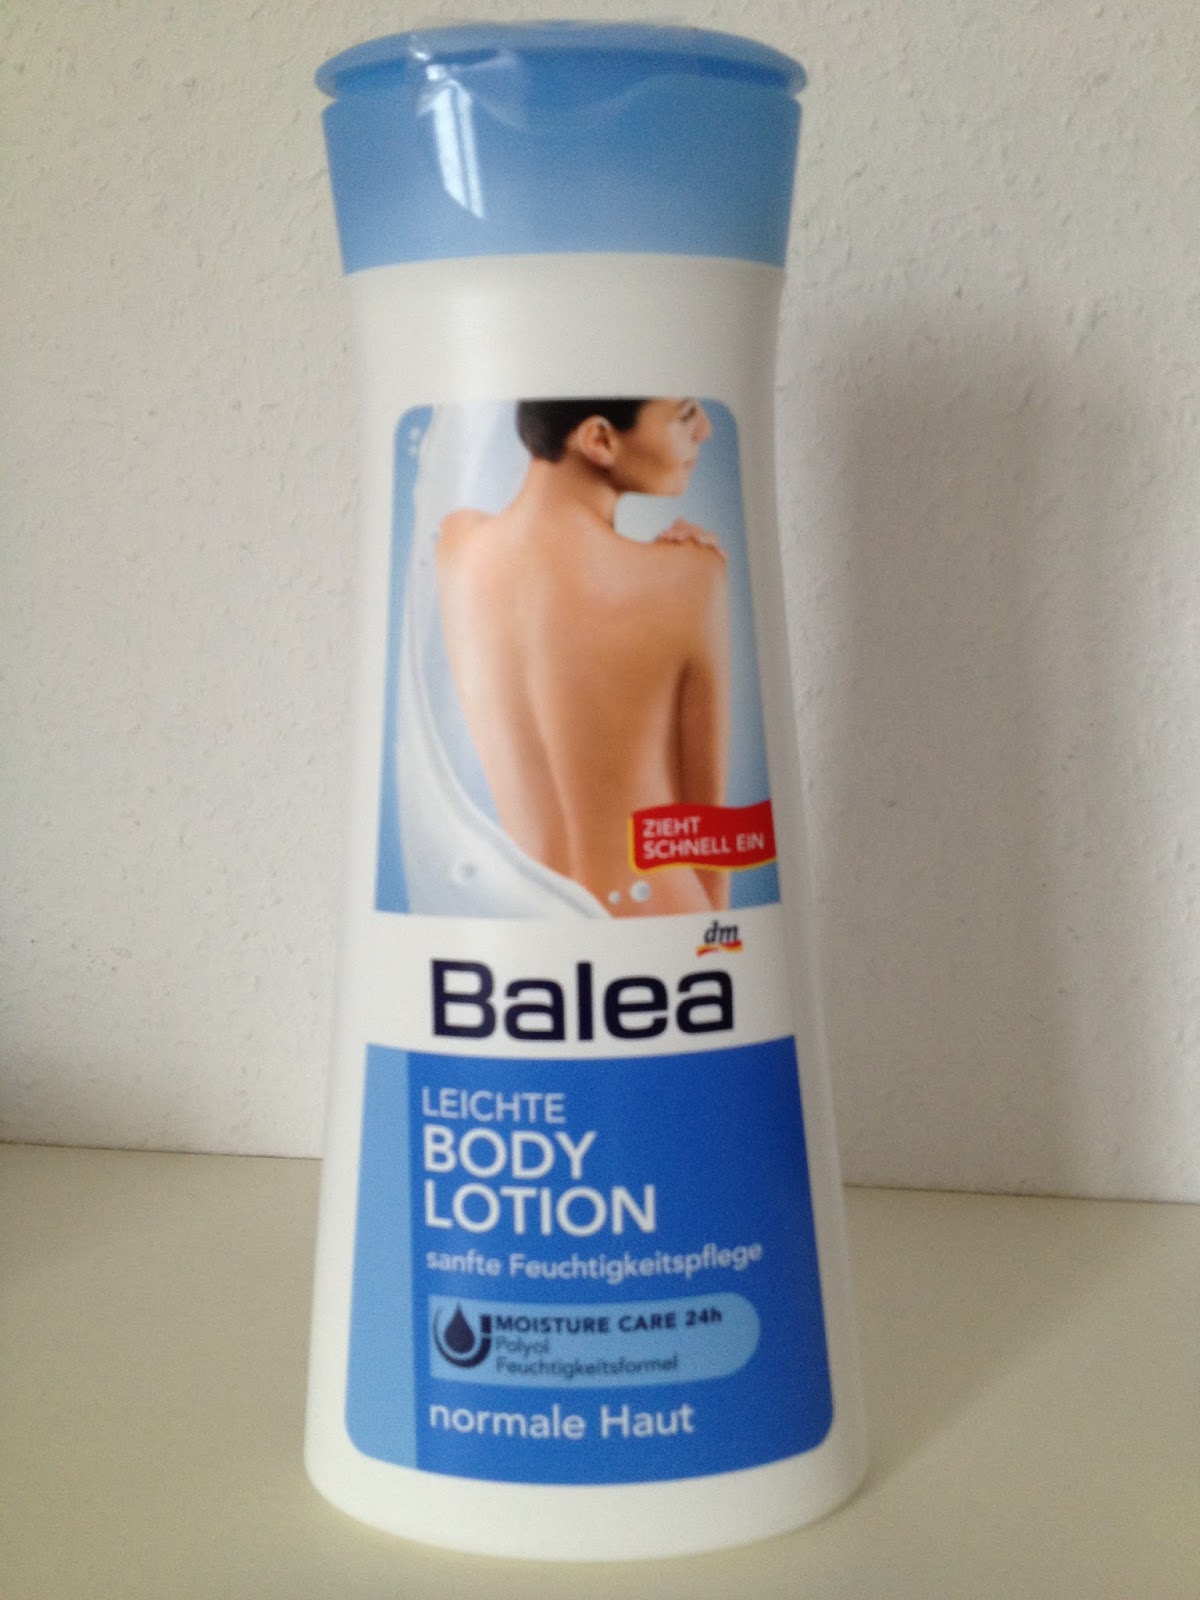 ZIEHT
SCHNELL EIN
dm
Balea
LEICHTE
BODY
LOTION
sanfte Feuchtigkeitspflege
MOISTURE CARE 24h
Polyol
Feuchtigkeitsformel
normale Haut